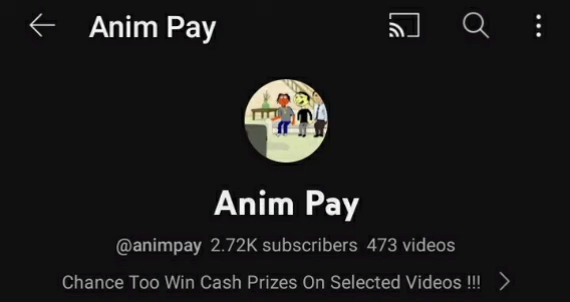 Anim Pay
Anim Pay
@animpay 2.72K subscribers 473 videos
Chance Too Win Cash Prizes On Selected Videos !!!